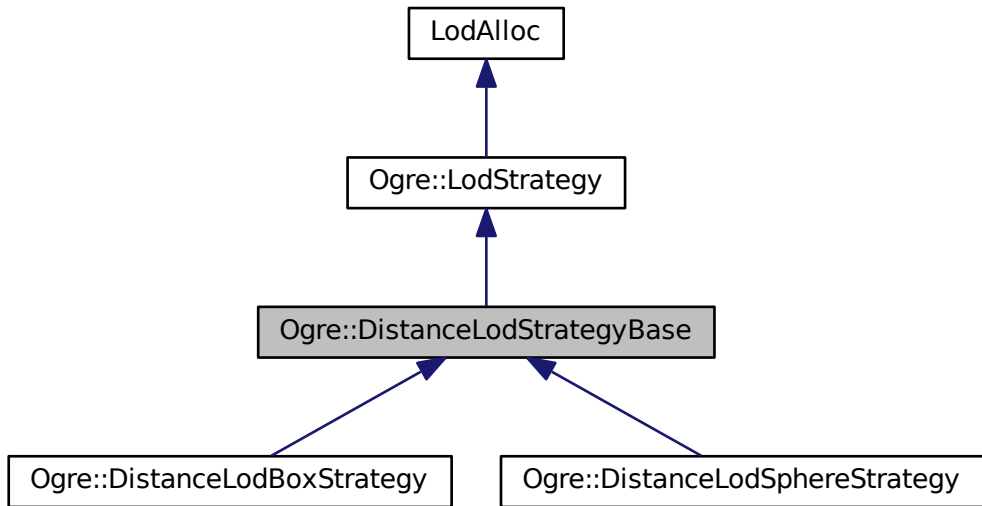 LodAlloc
Ogre::LodStrategy
Ogre::DistanceLodStrategyBase
Ogre::DistanceLodBoxStrategy
Ogre::DistanceLodSphereStrategy